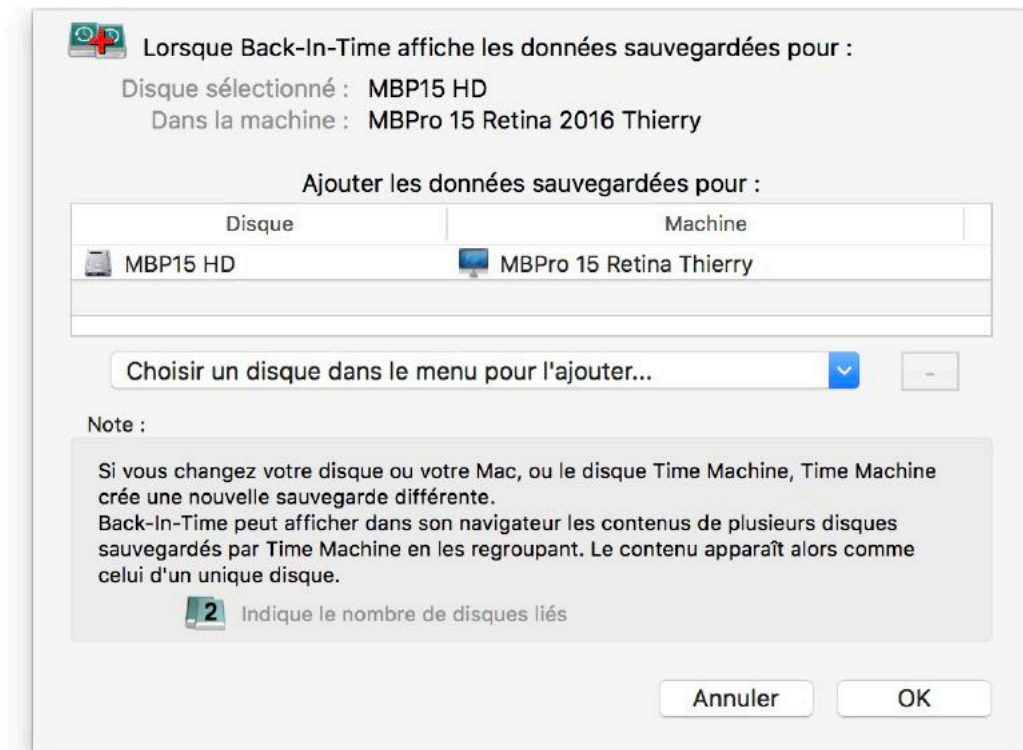 Lorsque Back-In-Time affiche les données sauvegardées pour :
Disque sélectionné : MBP15 HD
Dans la machine : MBPro 15 Retina 2016 Thierry
Ajouter les données sauvegardées pour :
Disque Machine
MBP15 HD MBPro 15 Retina Thierry
Choisir un disque dans le menu pour l'ajouter... -
Note :
Si vous changez votre disque ou votre Mac, ou le disque Time Machine, Time Machine
crée une nouvelle sauvegarde différente.
Back-In-Time peut afficher dans son navigateur les contenus de plusieurs disques
sauvegardés par Time Machine en les regroupant. Le contenu apparaît alors comme
celui d'un unique disque.
2 Indique le nombre de disques liés
Annuler OK